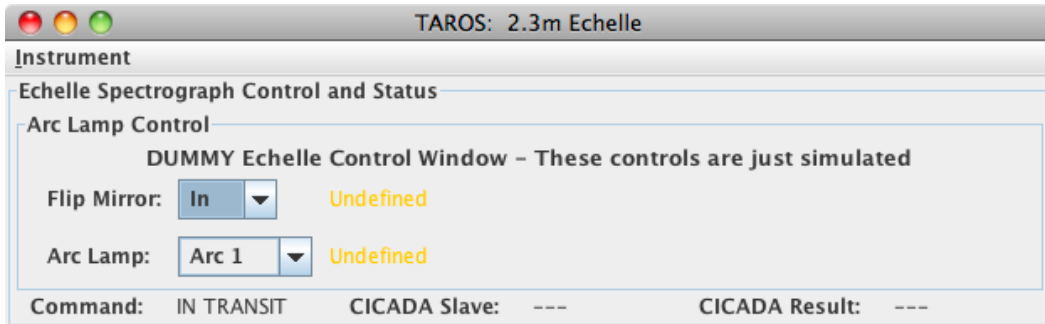 TAROS: 2.3m Echelle
Instrument
Echelle Spectrograph Control and Status
Arc Lamp Control
DUMMY Echelle Control Window - These controls are just simulated
Flip Mirror: In Undefined
Arc Lamp: Arc 1 Undefined
Command: IN TRANSIT CICADA Slave: --- CICADA Result: ---